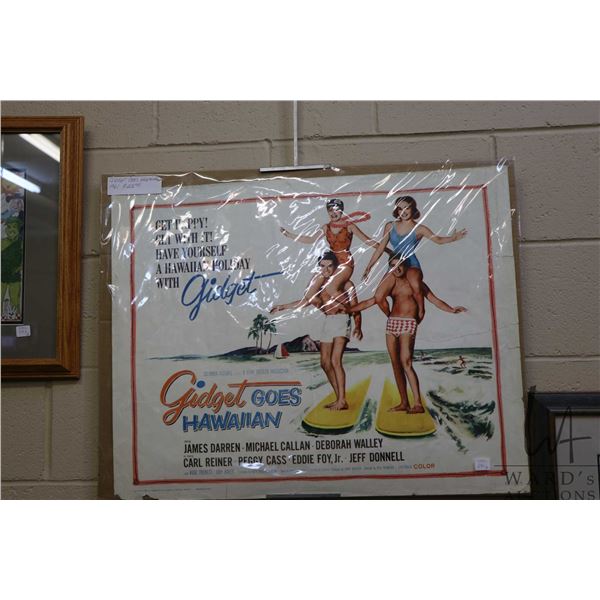 GET HAPPY!
GET WITH IT!
HAVE YOURSELF
A HAWAIIAN HOLIDAY
WITH Gidget
Gidget GOES
HAWAIIAN
JAMES DARREN · MICHAEL CALLAN · DEBORAH WALLEY
CARL REINER · PEGGY CASS · EDDIE FOY, Jr. · JEFF DONNELL
COLOR
WARD'S
AUCTIONS